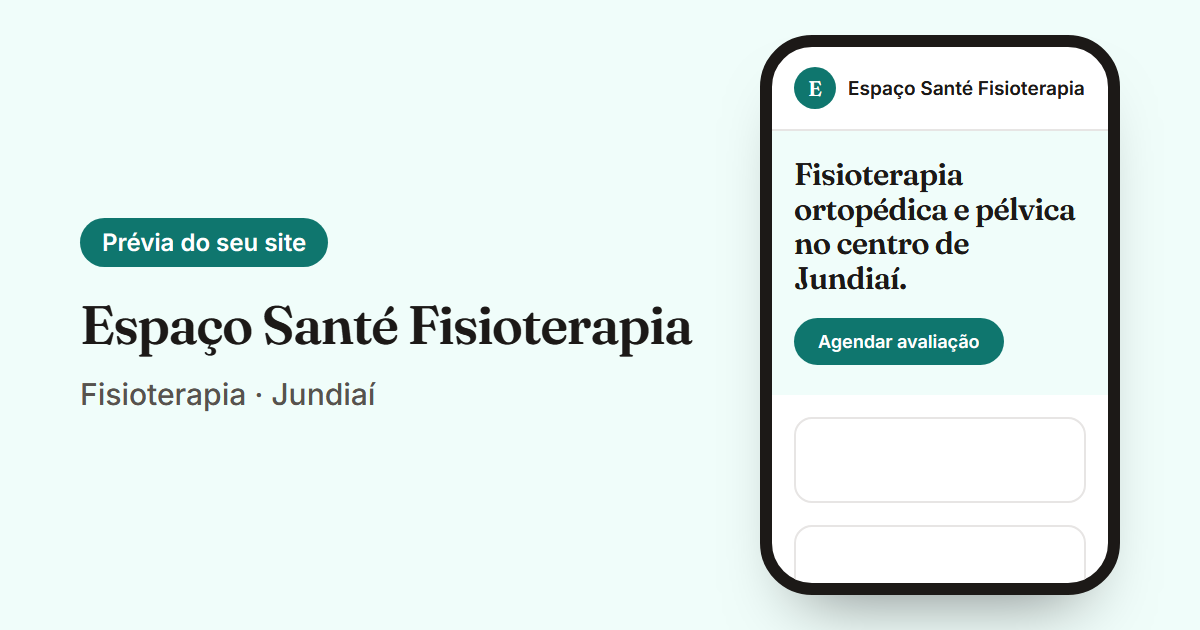 Prévia do seu site
Espaço Santé Fisioterapia
Fisioterapia · Jundiaí
E
Espaço Santé Fisioterapia
Fisioterapia
ortopédica e pélvica
no centro de
Jundiaí.
Agendar avaliação